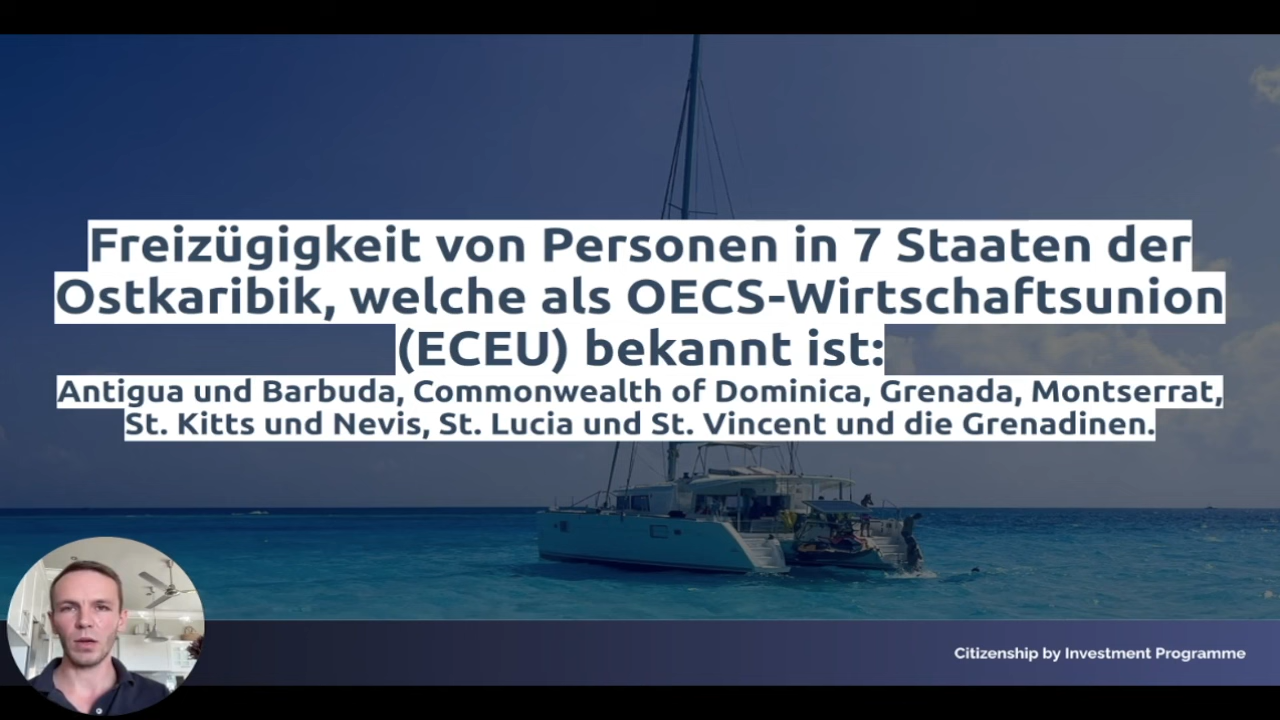 Freizügigkeit von Personen in 7 Staaten der
Ostkaribik, welche als OECS-Wirtschaftsunion
(ECEU) bekannt ist:
Antigua und Barbuda, Commonwealth of Dominica, Grenada, Montserrat,
St. Kitts und Nevis, St. Lucia und St. Vincent und die Grenadinen.
Citizenship by Investment Programme